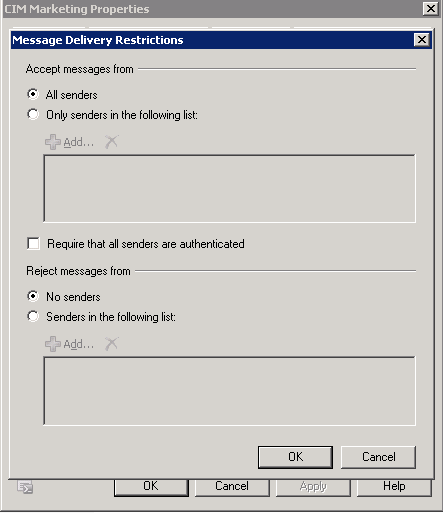 CIM Marketing Properties
Message Delivery Restrictions
Accept messages from
All senders
Only senders in the following list:
Add...
Require that all senders are authenticated
Reject messages from
No senders
Senders in the following list:
Add...
OK Cancel
OK Cancel Apply Help